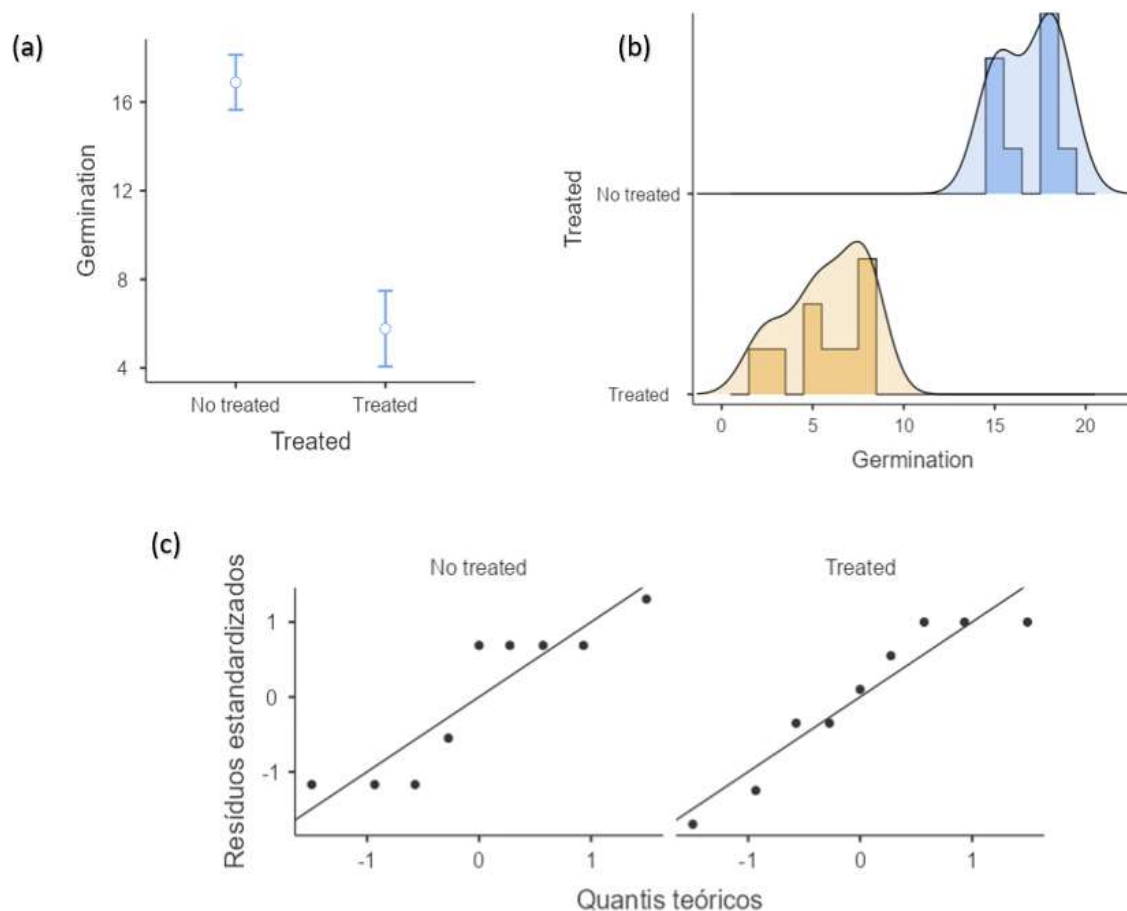 (a)
Germination
16
12
8
4
No treated
Treated
Treated
(b)
Treated
No treated
Treated
0
5
10
15
20
Germination
(c)
No treated
Treated
Resíduos estandardizados
1
0
-1
-1
0
1
-1
0
1
Quantis teóricos